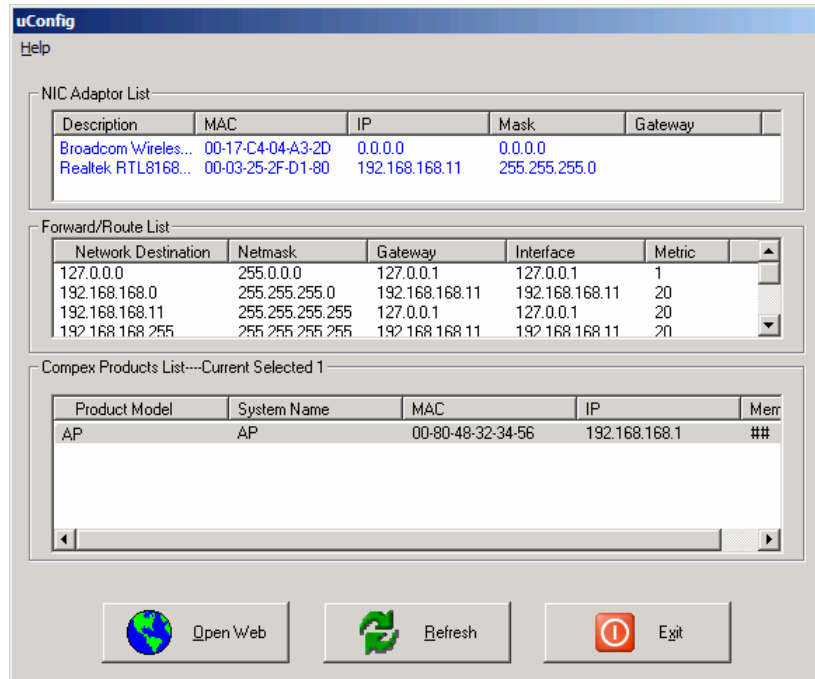 uConfig
Help
NIC Adaptor List
Description MAC IP Mask Gateway
Broadcom Wireles... 00-17-C4-04-A3-2D 0.0.0.0 0.0.0.0
Realtek RTL8168... 00-03-25-2F-D1-80 192.168.168.11 255.255.255.0
Forward/Route List
Network Destination Netmask Gateway Interface Metric
127.0.0.0 255.0.0.0 127.0.0.1 127.0.0.1 1
192.168.168.0 255.255.255.0 192.168.168.11 192.168.168.11 20
192.168.168.11 255.255.255.255 127.0.0.1 127.0.0.1 20
192.168.168.255 255.255.255.255 192.168.168.11 192.168.168.11 20
Compex Products List----Current Selected 1
Product Model System Name MAC IP Mem
AP AP 00-80-48-32-34-56 192.168.168.1 ##
Open Web Refresh Exit